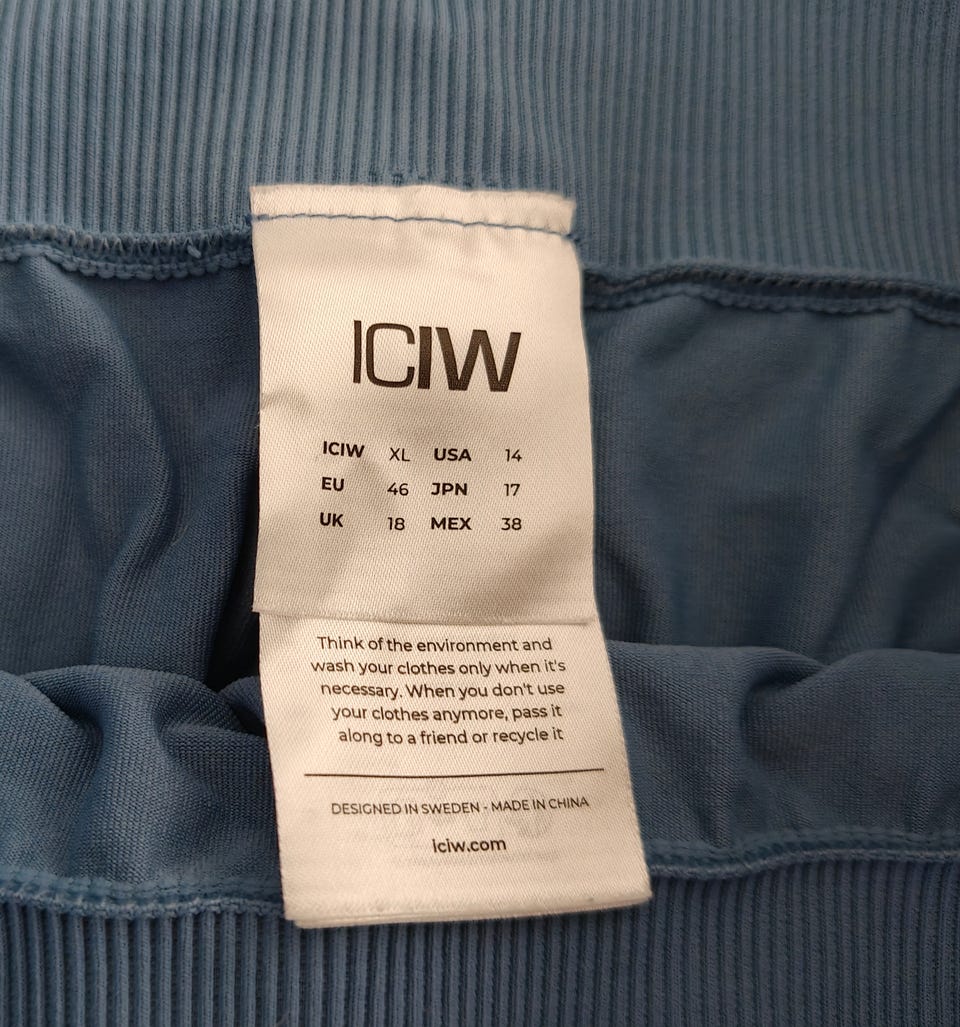 ICIW
ICIW XL USA 14
EU 46 JPN 17
UK 18 MEX 38
Think of the environment and
wash your clothes only when it's
necessary. When you don't use
your clothes anymore, pass it
along to a friend or recycle it
DESIGNED IN SWEDEN - MADE IN CHINA
iciw.com